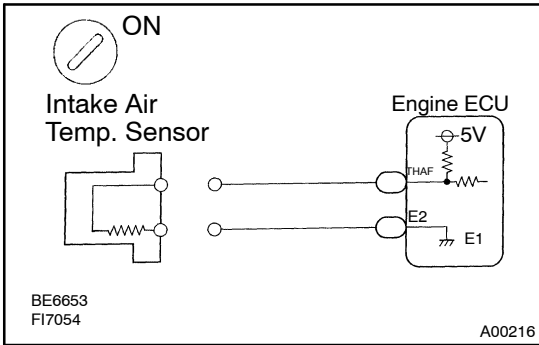 ON
Intake Air
Temp. Sensor
Engine ECU
5V
THAF
E2
E1
BE6653
FI7054
A00216